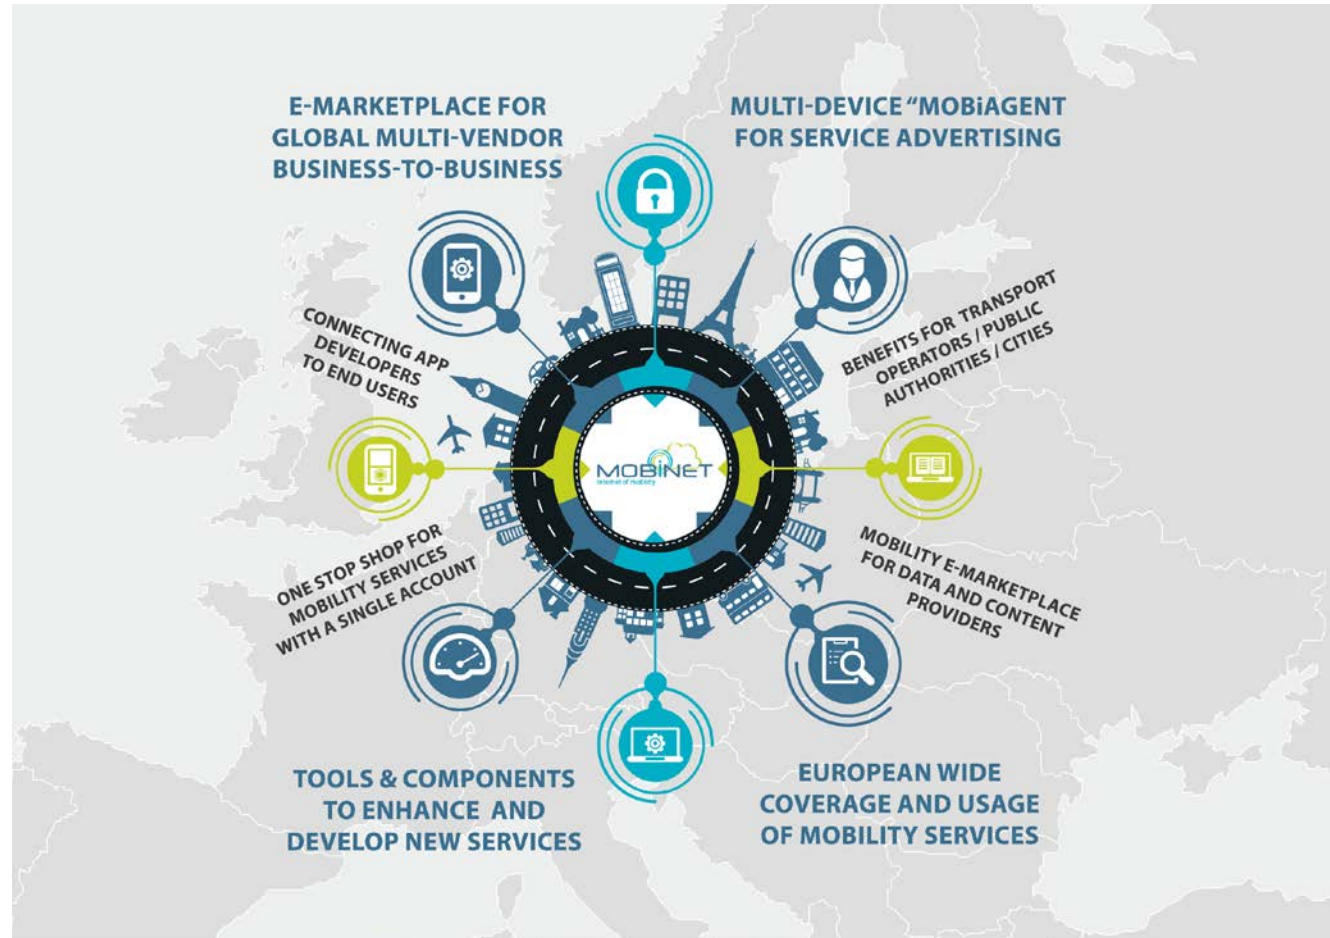 E-MARKETPLACE FOR
GLOBAL MULTI-VENDOR
BUSINESS-TO-BUSINESS
MULTI-DEVICE “MOBiAGENT
FOR SERVICE ADVERTISING
CONNECTING APP
DEVELOPERS
TO END USERS
BENEFITS FOR TRANSPORT
OPERATORS / PUBLIC
AUTHORITIES / CITIES
MOBiNET
internet of mobility
ONE STOP SHOP FOR
MOBILITY SERVICES
WITH A SINGLE ACCOUNT
MOBILITY E-MARKETPLACE
FOR DATA AND CONTENT
PROVIDERS
TOOLS & COMPONENTS
TO ENHANCE AND
DEVELOP NEW SERVICES
EUROPEAN WIDE
COVERAGE AND USAGE
OF MOBILITY SERVICES